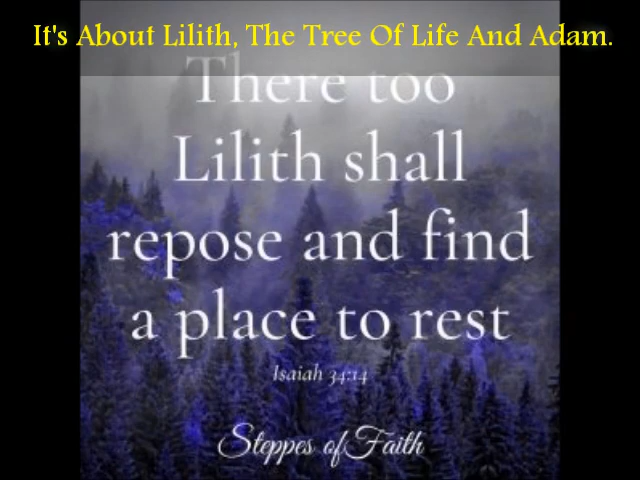 It's About Lilith, The Tree Of Life And Adam.
There too
Lilith shall
repose and find
a place to rest
Isaiah 34:14
Steppes of Faith